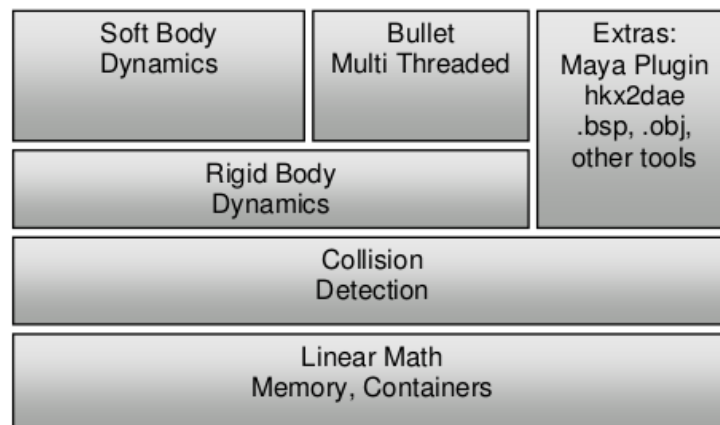 Soft Body
Dynamics
Bullet
Multi Threaded
Extras:
Maya Plugin
hkx2dae
.bsp, .obj,
other tools
Rigid Body
Dynamics
Collision
Detection
Linear Math
Memory, Containers